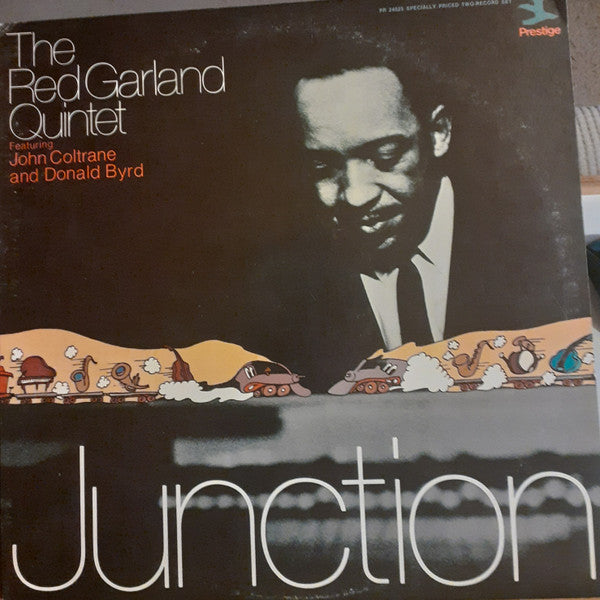 PR 24023 SPECIALLY PRICED TWO-RECORD SET
Prestige
The
Red Garland
Quintet
Featuring
John Coltrane
and Donald Byrd
Junction